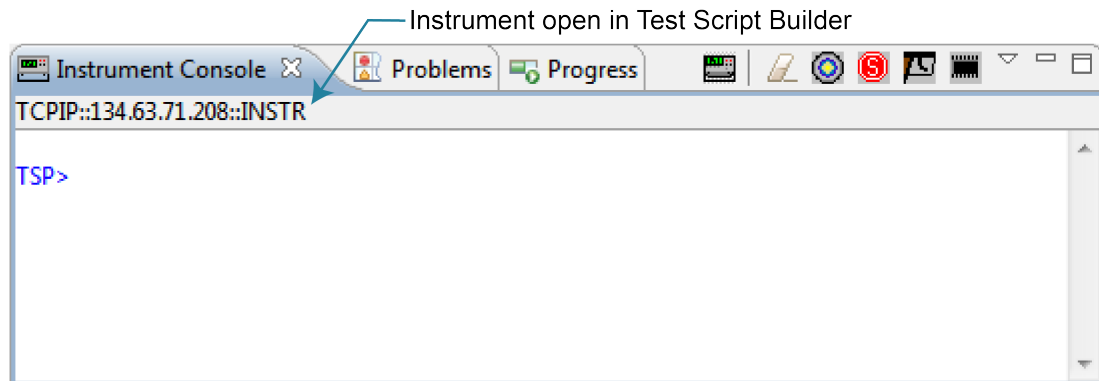 Instrument open in Test Script Builder
Instrument Console Problems Progress
TCPIP::134.63.71.208::INSTR
TSP>